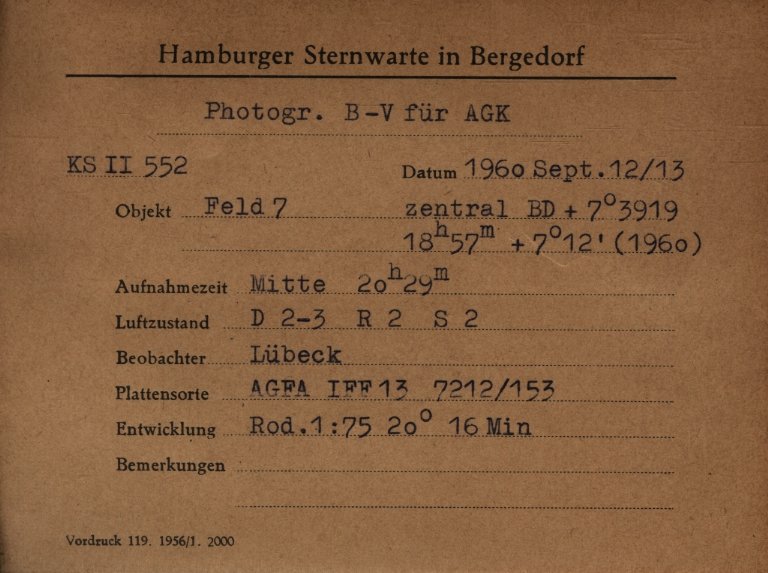 Hamburger Sternwarte in Bergedorf
Photogr. B-V für AGK
KS II 552 Datum 1960 Sept. 12/13
Objekt Feld 7 zentral BD + 7° 3919
18h57m + 7°12' (1960)
Aufnahmezeit Mitte 20h29m
Luftzustand D 2-3 R 2 S 2
Beobachter Lübeck
Plattensorte AGFA IFF 13 7212/153
Entwicklung Rod. 1:75 20° 16 Min
Bemerkungen
Vordruck 119. 1956/1. 2000